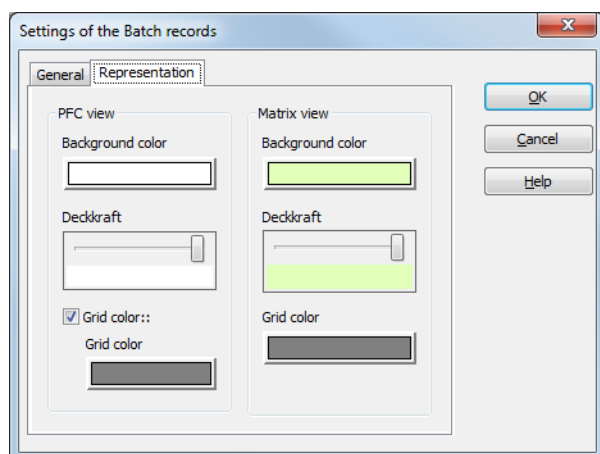 Settings of the Batch records
General Representation
PFC view
Background color
Deckkraft
Grid color::
Grid color
Matrix view
Background color
Deckkraft
Grid color
OK
Cancel
Help